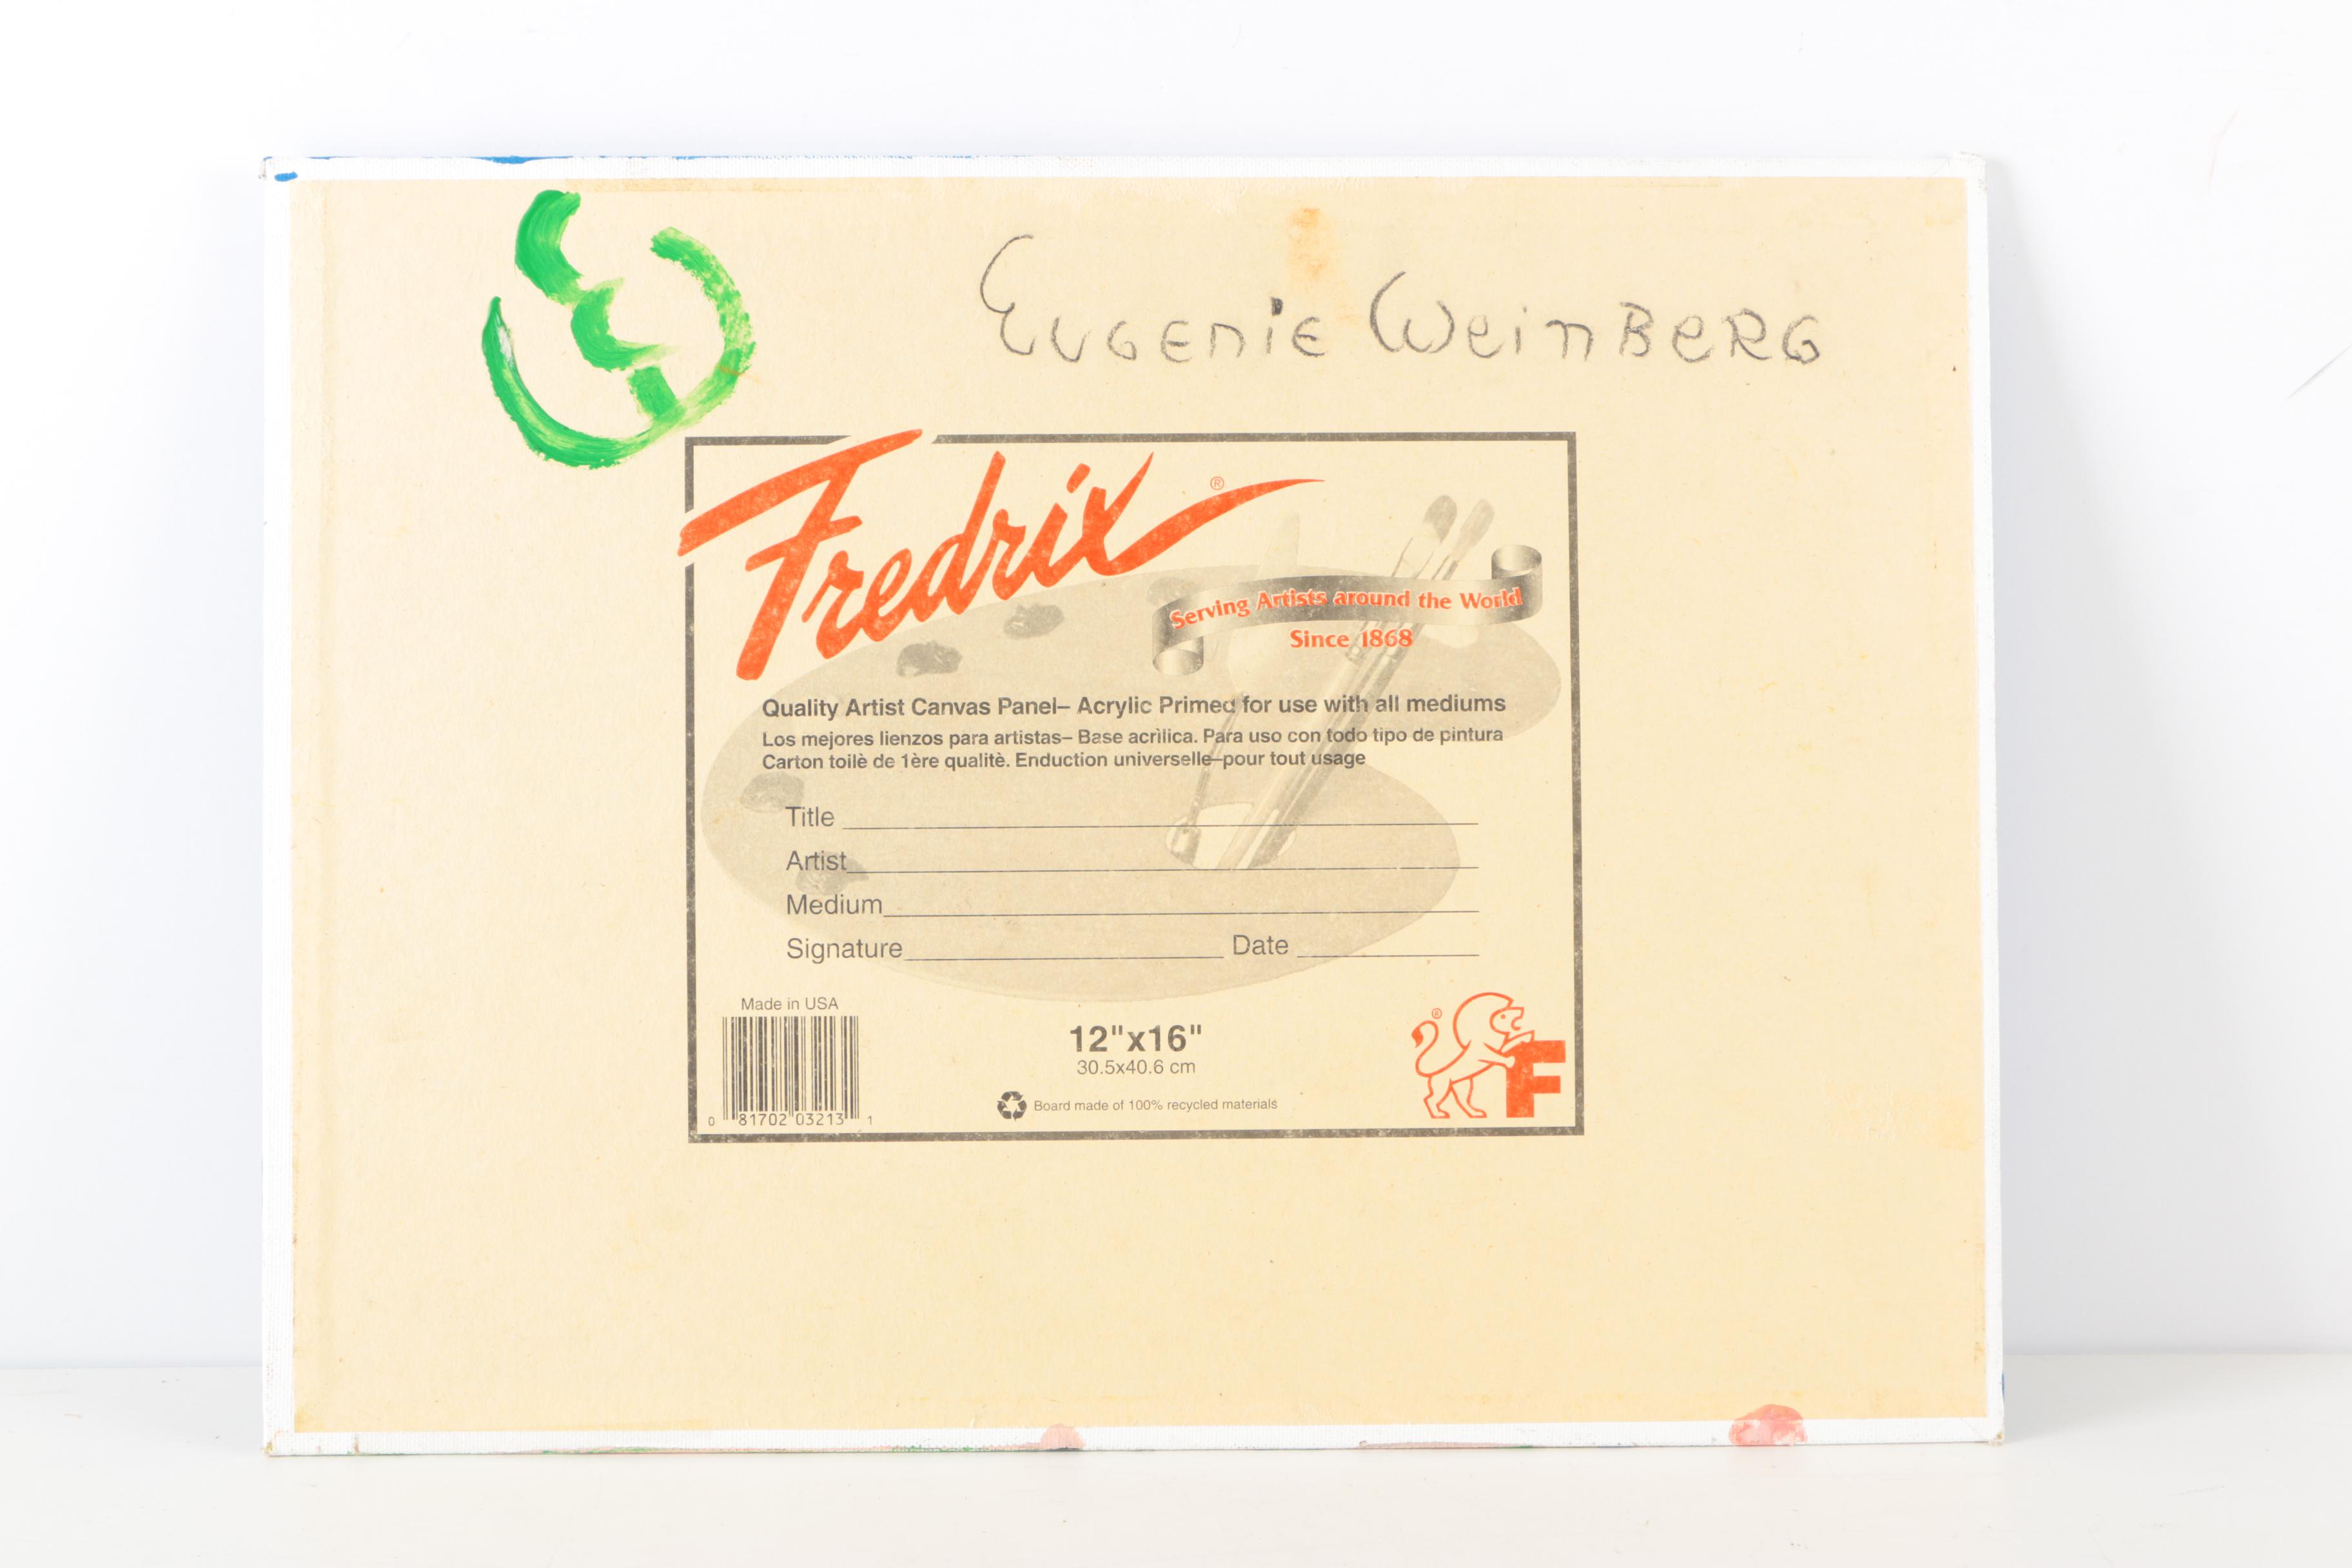 EUGENIE WeinBeRG
Fredrix®
Serving Artists around the World
Since 1868
Quality Artist Canvas Panel– Acrylic Primed for use with all mediums
Los mejores lienzos para artistas– Base acrìlica. Para uso con todo tipo de pintura
Carton toilè de 1ère qualitè. Enduction universelle–pour tout usage
Title
Artist
Medium
Signature Date
Made in USA
12"x16"
30.5x40.6 cm
®
F
Board made of 100% recycled materials
0 81702 03213 1